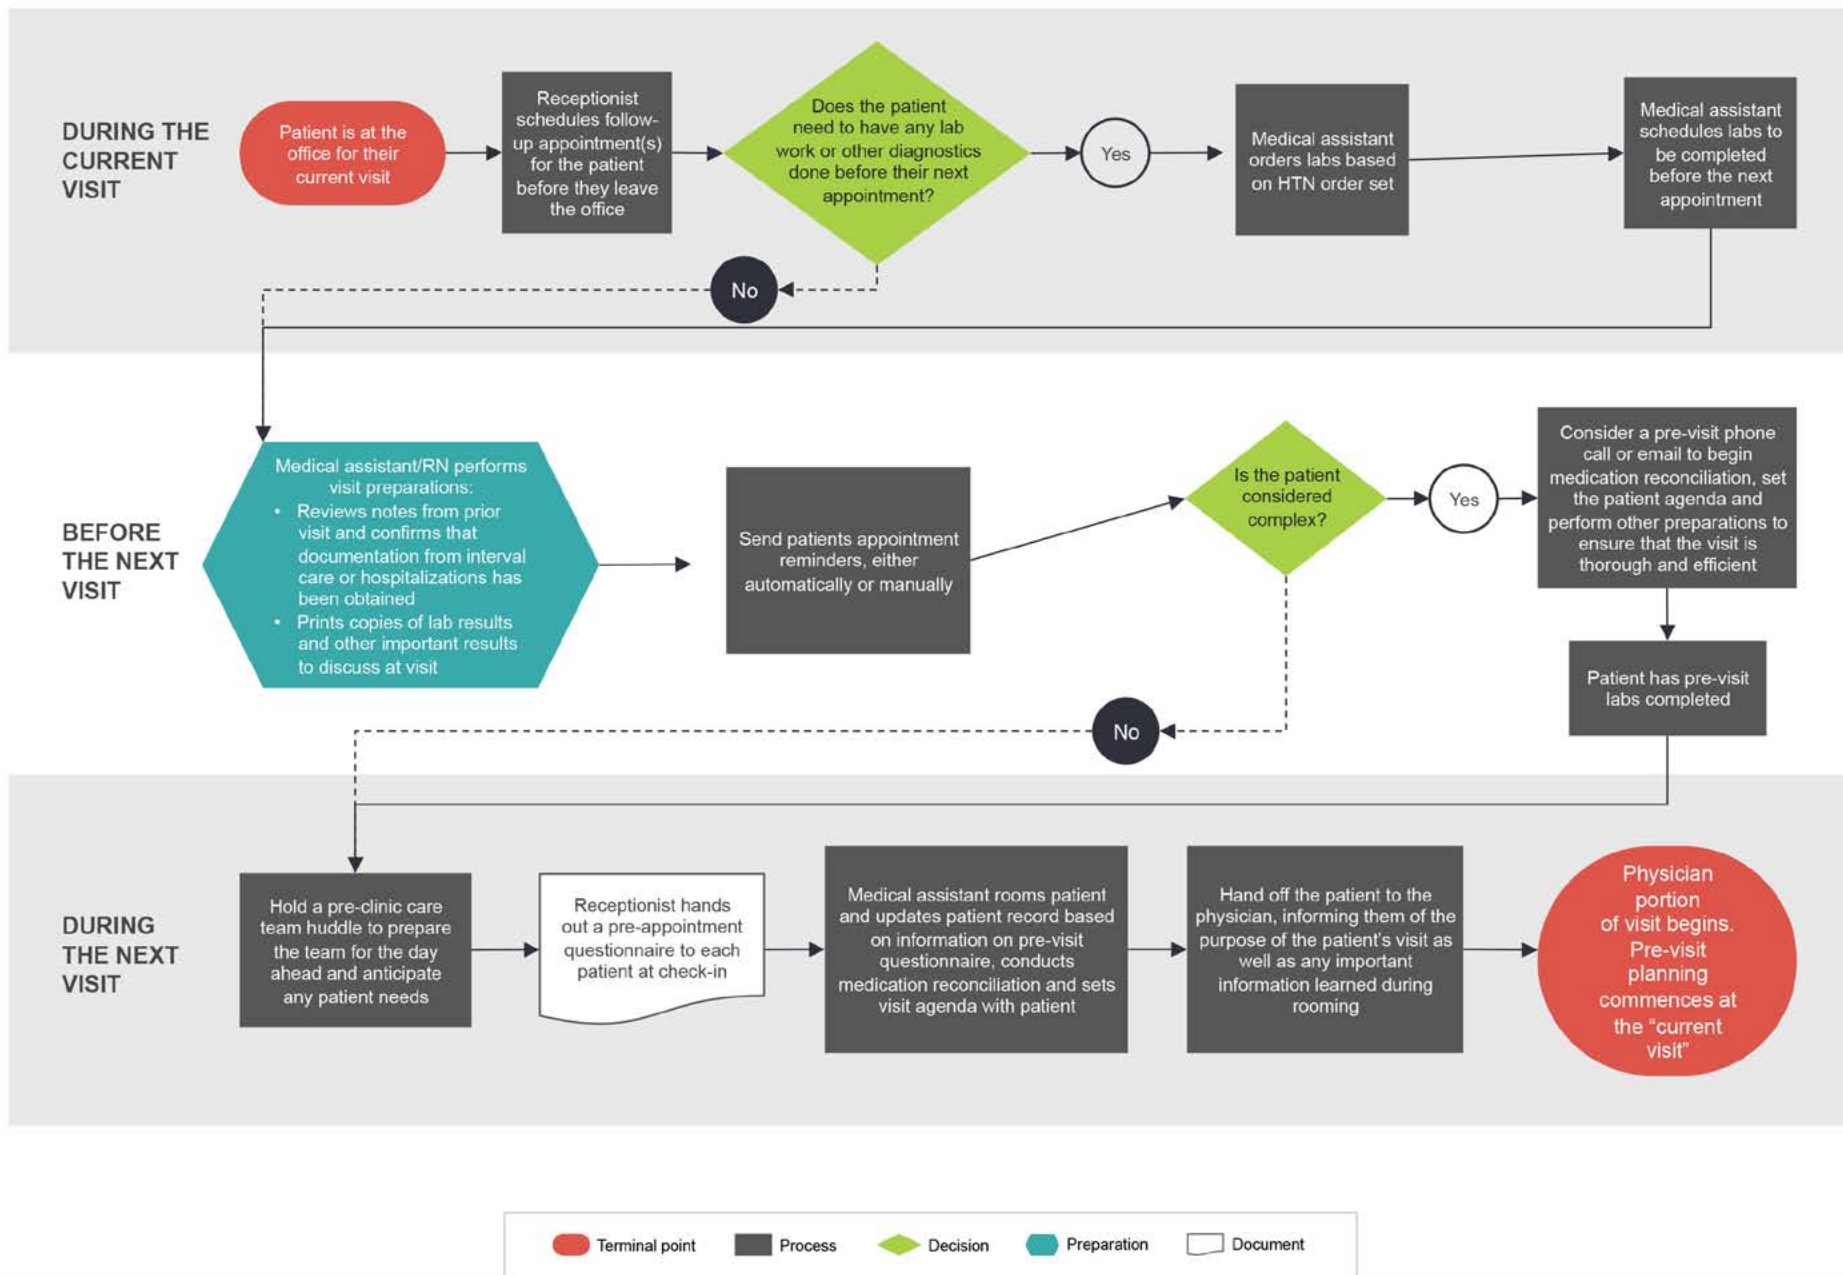 DURING THE
CURRENT
VISIT
Patient is at the
office for their
current visit
Receptionist
schedules follow-
up appointment(s)
for the patient
before they leave
the office
Does the patient
need to have any lab
work or other diagnostics
done before their next
appointment?
Yes
Medical assistant
orders labs based
on HTN order set
Medical assistant
schedules labs to
be completed
before the next
appointment
No
BEFORE
THE NEXT
VISIT
Medical assistant/RN performs
visit preparations:
• Reviews notes from prior
visit and confirms that
documentation from interval
care or hospitalizations has
been obtained
• Prints copies of lab results
and other important results
to discuss at visit
Send patients appointment
reminders, either
automatically or manually
Is the patient
considered
complex?
Yes
Consider a pre-visit phone
call or email to begin
medication reconciliation, set
the patient agenda and
perform other preparations to
ensure that the visit is
thorough and efficient
Patient has pre-visit
labs completed
No
DURING
THE NEXT
VISIT
Hold a pre-clinic care
team huddle to prepare
the team for the day
ahead and anticipate
any patient needs
Receptionist hands
out a pre-appointment
questionnaire to each
patient at check-in
Medical assistant rooms patient
and updates patient record based
on information on pre-visit
questionnaire, conducts
medication reconciliation and sets
visit agenda with patient
Hand off the patient to the
physician, informing them of the
purpose of the patient's visit as
well as any important
information learned during
rooming
Physician
portion
of visit begins.
Pre-visit
planning
commences at
the “current
visit”
Terminal point
Process
Decision
Preparation
Document